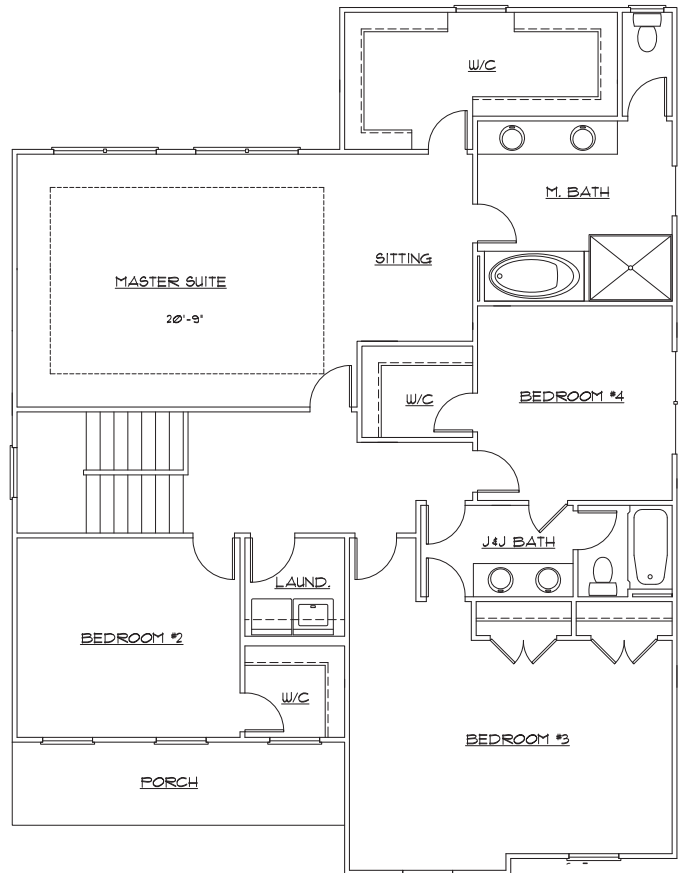 W/C
M. BATH
SITTING
MASTER SUITE
20'-9"
W/C
BEDROOM #4
J&J BATH
LAUND.
BEDROOM #2
W/C
BEDROOM #3
PORCH